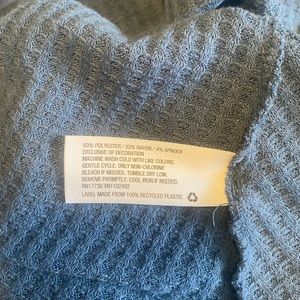 63% POLYESTER / 33% RAYON / 4% SPANDEX
EXCLUSIVE OF DECORATION
MACHINE WASH COLD WITH LIKE COLORS.
GENTLE CYCLE. ONLY NON-CHLORINE
BLEACH IF NEEDED. TUMBLE DRY LOW.
REMOVE PROMPTLY. COOL IRON IF NEEDED.
RN17730 VN1102402
LABEL MADE FROM 100% RECYCLED PLASTIC